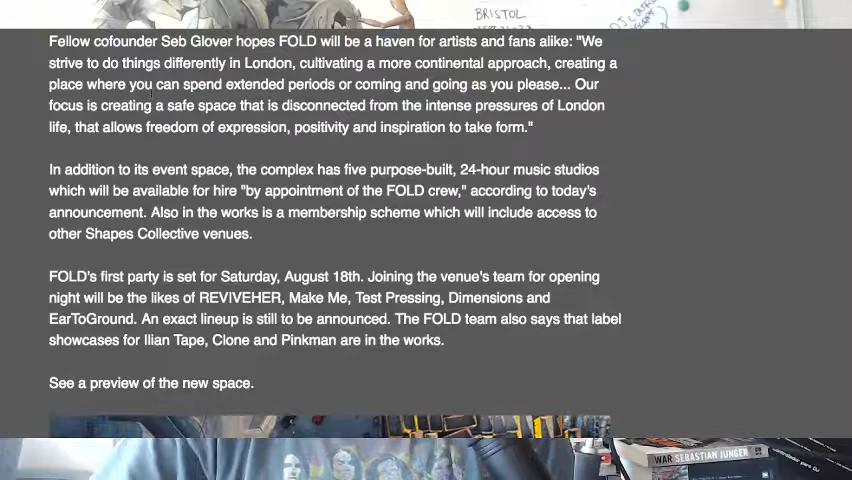 BRISTOL
Fellow cofounder Seb Glover hopes FOLD will be a haven for artists and fans alike: "We
strive to do things differently in London, cultivating a more continental approach, creating a
place where you can spend extended periods or coming and going as you please... Our
focus is creating a safe space that is disconnected from the intense pressures of London
life, that allows freedom of expression, positivity and inspiration to take form."
In addition to its event space, the complex has five purpose-built, 24-hour music studios
which will be available for hire "by appointment of the FOLD crew," according to today's
announcement. Also in the works is a membership scheme which will include access to
other Shapes Collective venues.
FOLD's first party is set for Saturday, August 18th. Joining the venue's team for opening
night will be the likes of REVIVEHER, Make Me, Test Pressing, Dimensions and
EarToGround. An exact lineup is still to be announced. The FOLD team also says that label
showcases for Ilian Tape, Clone and Pinkman are in the works.
See a preview of the new space.
WAR SEBASTIAN JUNGER